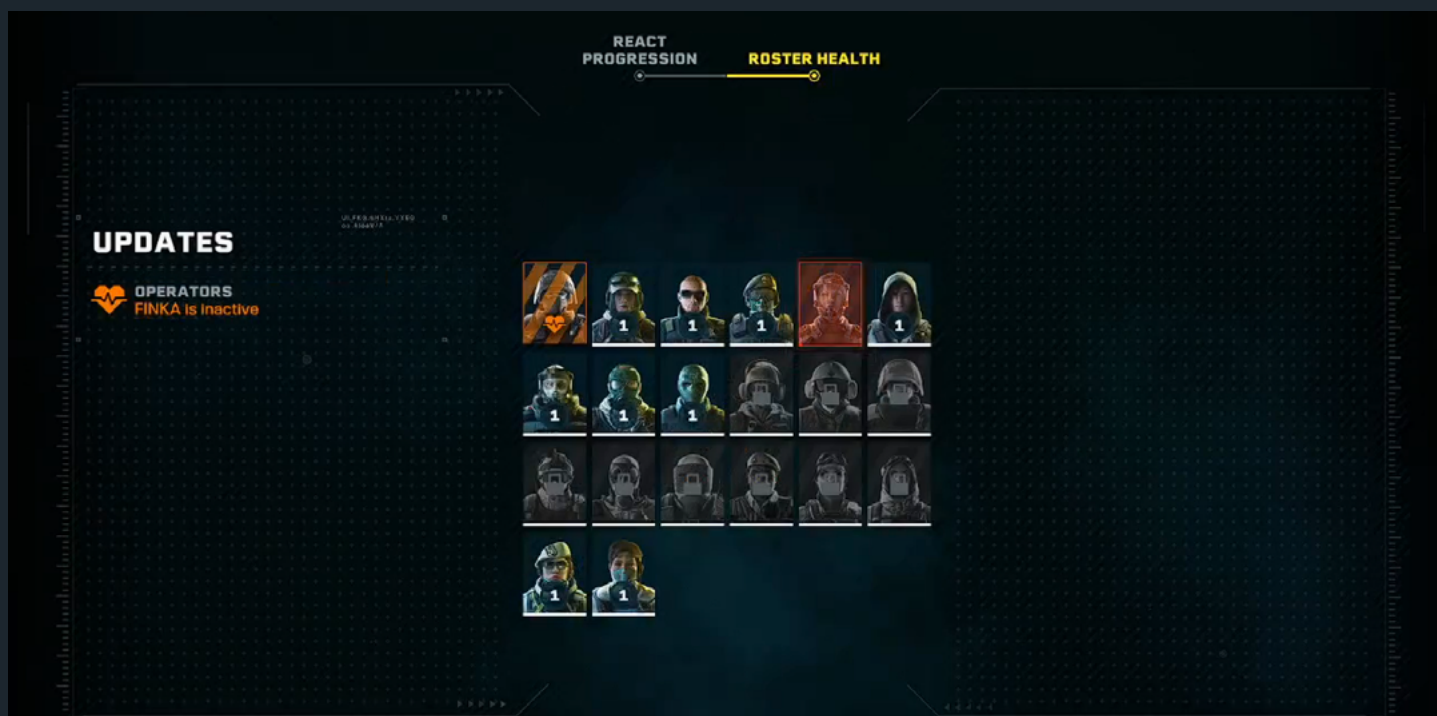 REACT
PROGRESSION
ROSTER HEALTH
UPDATES
OPERATORS
FINKA is inactive
1
1
1
1
1
1
1
1
1